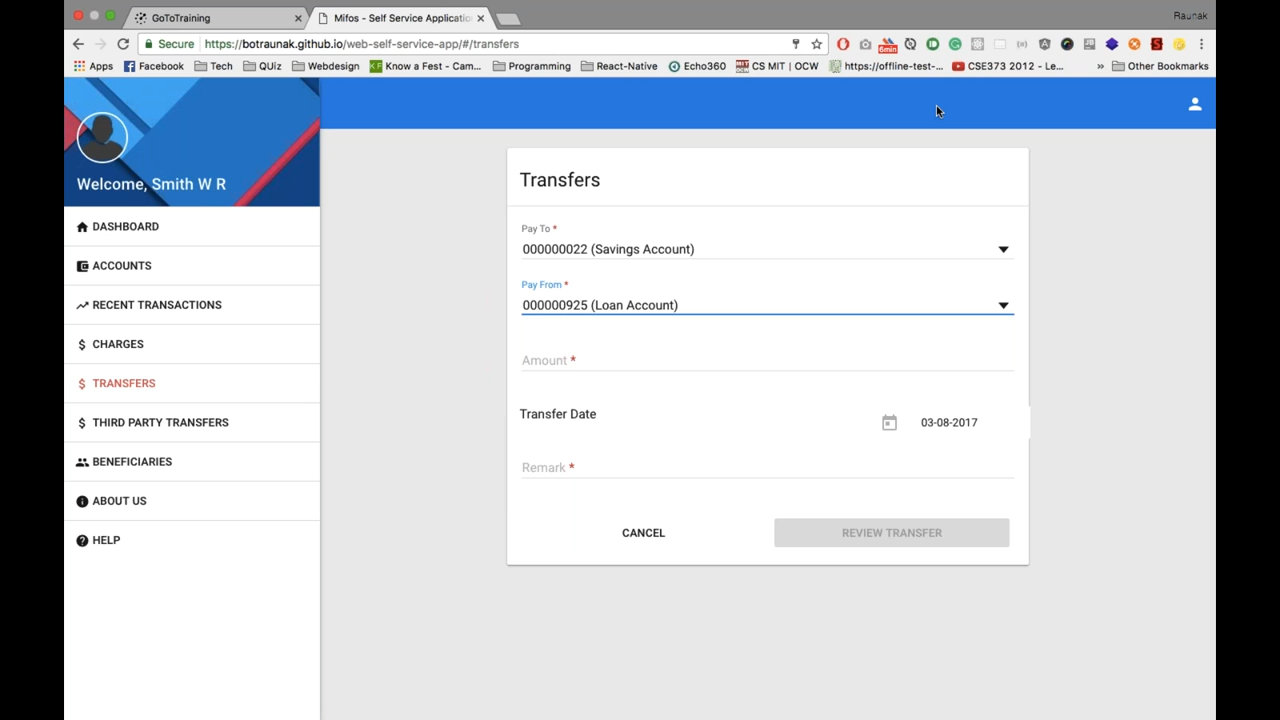 GoToTraining
Mifos - Self Service Applicatio
Raunak
Secure
https://botraunak.github.io/web-self-service-app/#/transfers
6min
Apps
Facebook
Tech
QUiz
Webdesign
Know a Fest - Cam...
Programming
React-Native
Echo360
CS MIT | OCW
https://offline-test-...
CSE373 2012 - Le...
»
Other Bookmarks
Welcome, Smith W R
DASHBOARD
ACCOUNTS
RECENT TRANSACTIONS
CHARGES
TRANSFERS
THIRD PARTY TRANSFERS
BENEFICIARIES
ABOUT US
HELP
Transfers
Pay To *
000000022 (Savings Account)
Pay From *
000000925 (Loan Account)
Amount *
Transfer Date
03-08-2017
Remark *
CANCEL
REVIEW TRANSFER